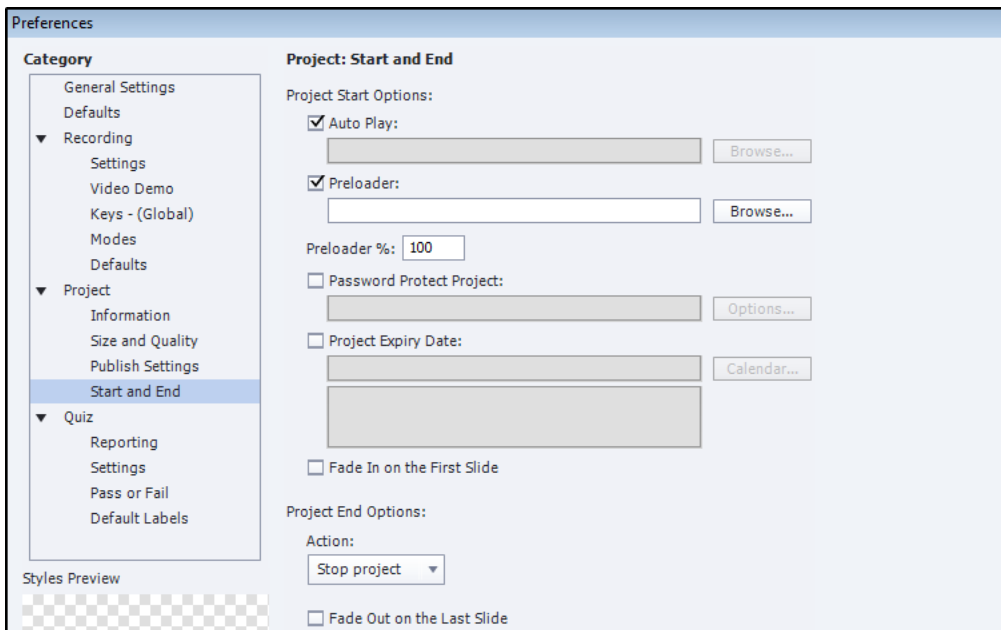 Preferences
Category
General Settings
Defaults
Recording
Settings
Video Demo
Keys - (Global)
Modes
Defaults
Project
Information
Size and Quality
Publish Settings
Start and End
Quiz
Reporting
Settings
Pass or Fail
Default Labels
Styles Preview
Project: Start and End
Project Start Options:
Auto Play:
Browse...
Preloader:
Browse...
Preloader %: 100
Password Protect Project:
Options...
Project Expiry Date:
Calendar...
Fade In on the First Slide
Project End Options:
Action:
Stop project
Fade Out on the Last Slide